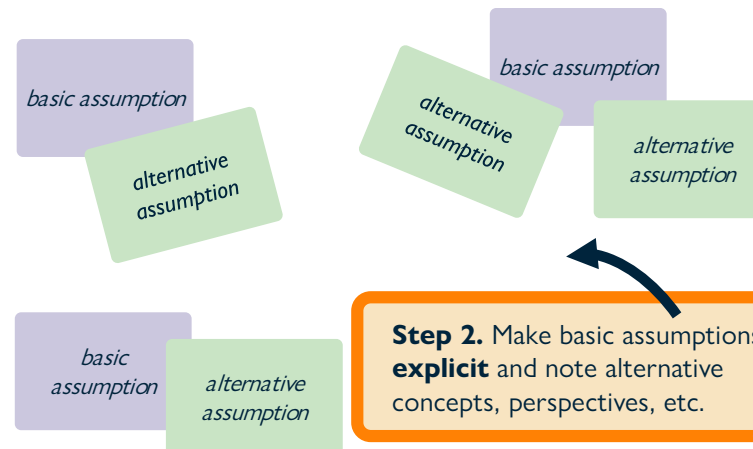 basic assumption
alternative
assumption
basic assumption
alternative
assumption
alternative
assumption
basic
assumption
alternative
assumption
Step 2. Make basic assumptions
explicit and note alternative
concepts, perspectives, etc.